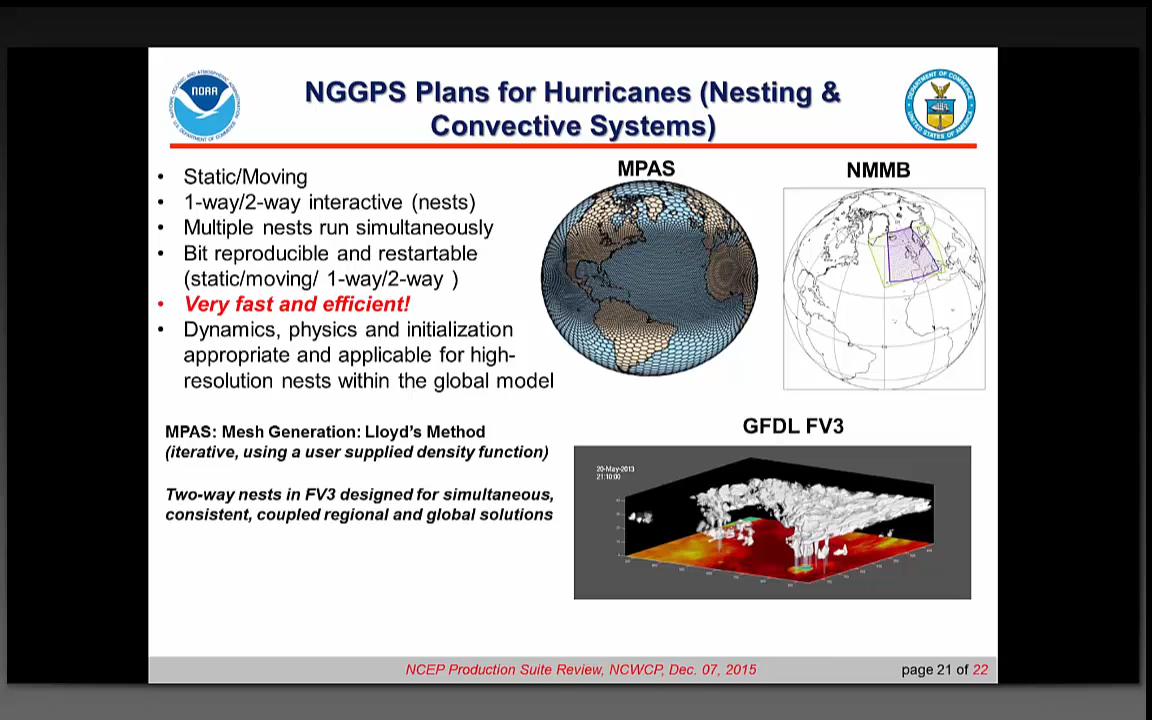 NGGPS Plans for Hurricanes (Nesting &
Convective Systems)
NOAA
• Static/Moving
• 1-way/2-way interactive (nests)
• Multiple nests run simultaneously
• Bit reproducible and restartable
(static/moving/ 1-way/2-way )
• Very fast and efficient!
• Dynamics, physics and initialization
appropriate and applicable for high-
resolution nests within the global model
MPAS: Mesh Generation: Lloyd's Method
(iterative, using a user supplied density function)
Two-way nests in FV3 designed for simultaneous,
consistent, coupled regional and global solutions
MPAS
NMMB
GFDL FV3
20-May-2013
21:10:00
NCEP Production Suite Review, NCWCP, Dec. 07, 2015
page 21 of 22